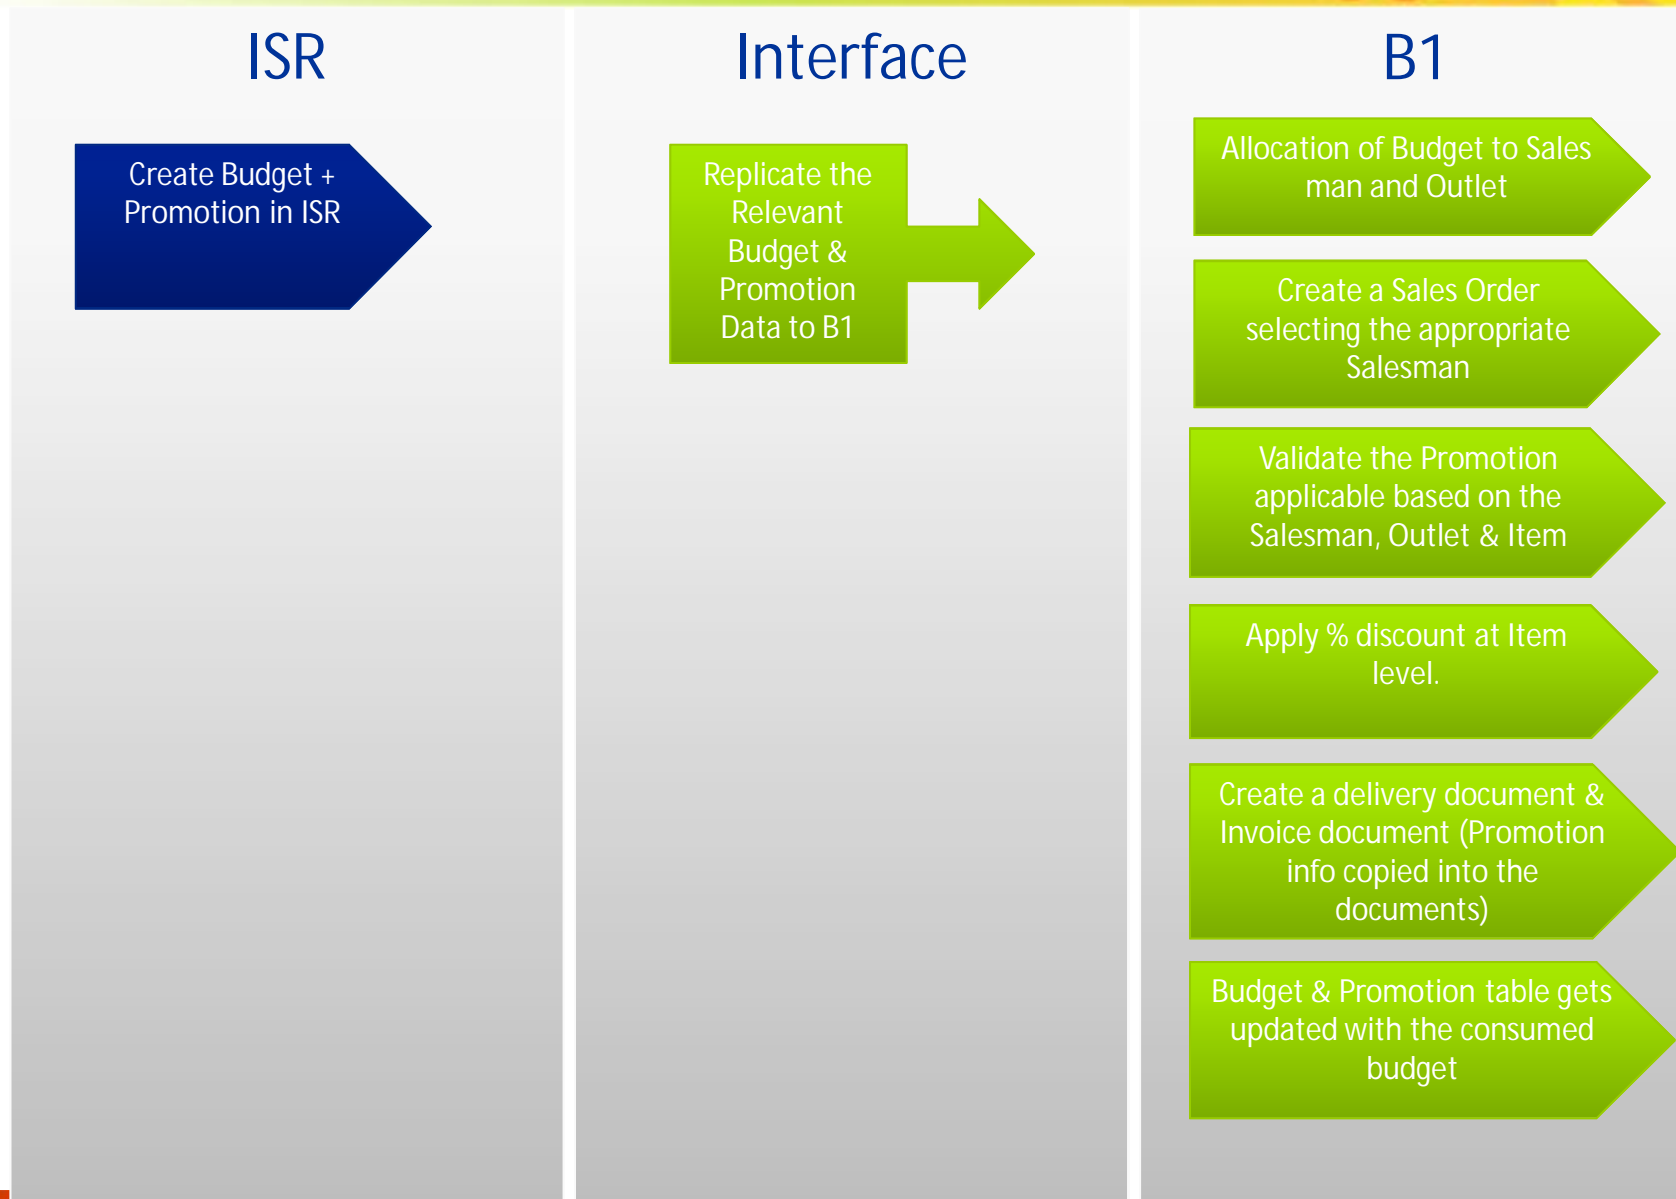 ISR
Create Budget +
Promotion in ISR
Interface
Replicate the
Relevant
Budget &
Promotion
Data to B1
B1
Allocation of Budget to Sales
man and Outlet
Create a Sales Order
selecting the appropriate
Salesman
Validate the Promotion
applicable based on the
Salesman, Outlet & Item
Apply % discount at Item
level.
Create a delivery document &
Invoice document (Promotion
info copied into the
documents)
Budget & Promotion table gets
updated with the consumed
budget